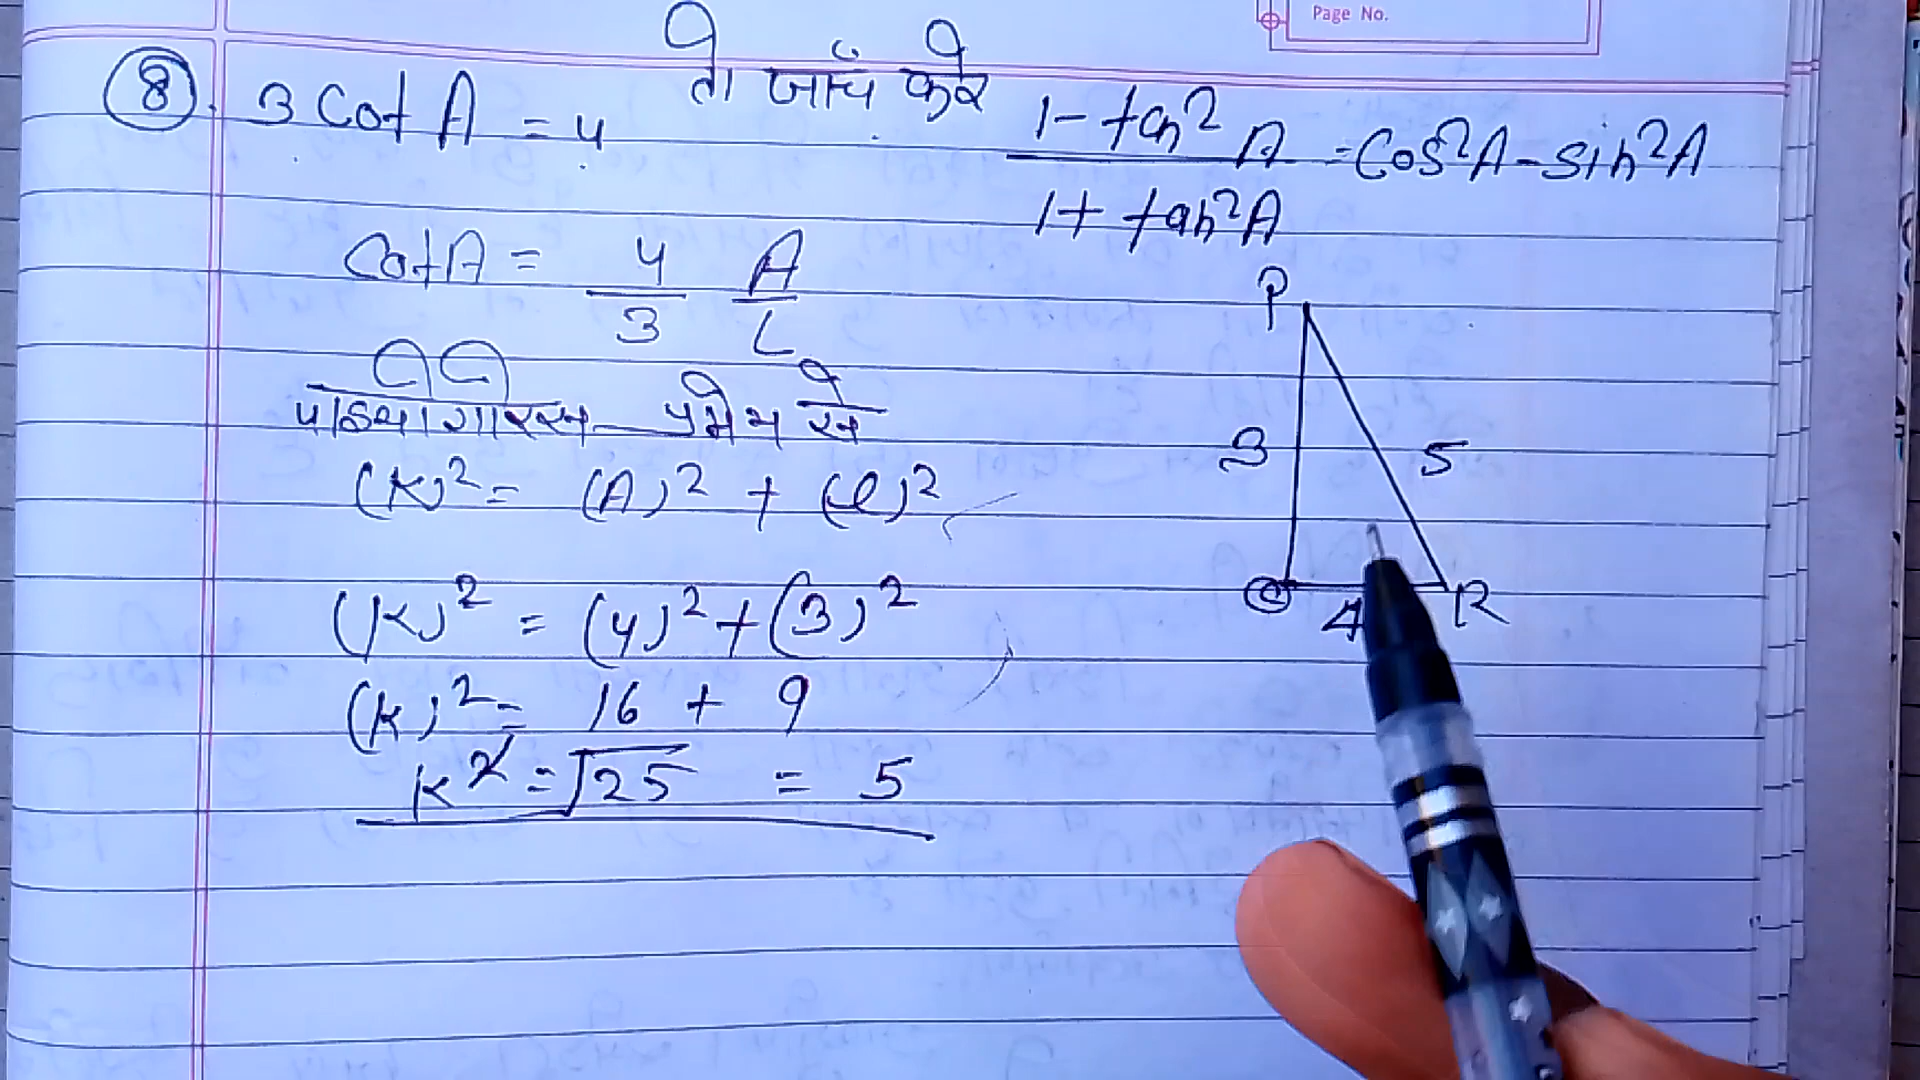 Page No.
8. 3 Cot A = 4 तो जाँच करे 1 - tan²A / 1 + tan²A = Cos²A - Sin²A
Cot A = 4/3 A/L
पाइथागोरस प्रमेय से
(K)² = (A)² + (L)²
(K)² = (4)² + (3)²
(K)² = 16 + 9
K² = √25 = 5
P
3 5
Q 4 R